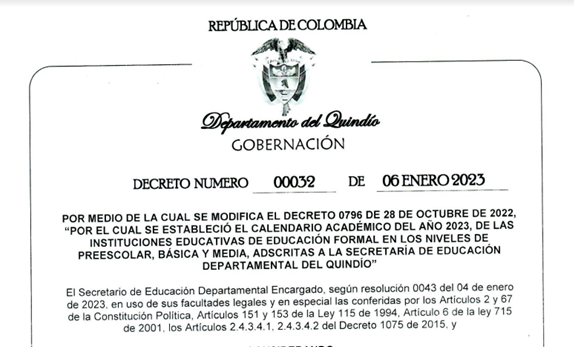 REPÚBLICA DE COLOMBIA
Departamento del Quindío
GOBERNACIÓN
DECRETO NUMERO 00032 DE 06 ENERO 2023
POR MEDIO DE LA CUAL SE MODIFICA EL DECRETO 0796 DE 28 DE OCTUBRE DE 2022,
“POR EL CUAL SE ESTABLECIÓ EL CALENDARIO ACADÉMICO DEL AÑO 2023, DE LAS
INSTITUCIONES EDUCATIVAS DE EDUCACIÓN FORMAL EN LOS NIVELES DE
PREESCOLAR, BÁSICA Y MEDIA, ADSCRITAS A LA SECRETARÍA DE EDUCACIÓN
DEPARTAMENTAL DEL QUINDÍO”
El Secretario de Educación Departamental Encargado, según resolución 0043 del 04 de enero
de 2023, en uso de sus facultades legales y en especial las conferidas por los Artículos 2 y 67
de la Constitución Política, Artículos 151 y 153 de la Ley 115 de 1994, Artículo 6 de la ley 715
de 2001, los Artículos 2.4.3.4.1, 2.4.3.4.2 del Decreto 1075 de 2015, y